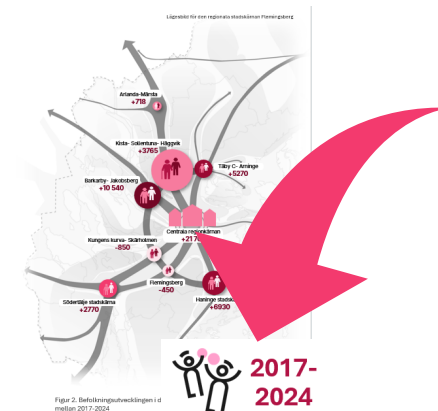 Lägesbild för den regionala stadskärnan Flemingsberg
Arlanda- Märsta
+718
Kista- Sollentuna- Häggvik
+3765
Täby C- Arninge
+5270
Barkarby- Jakobsberg
+10 540
Centrala regionkärnan
Kungens kurva- Skärholmen
-850
Flemingsberg
-450
Haninge
+6930
Södertälje stadskärna
+2770
2017-
2024
Figur 2. Befolkningsutvecklingen i
mellan 2017-2024